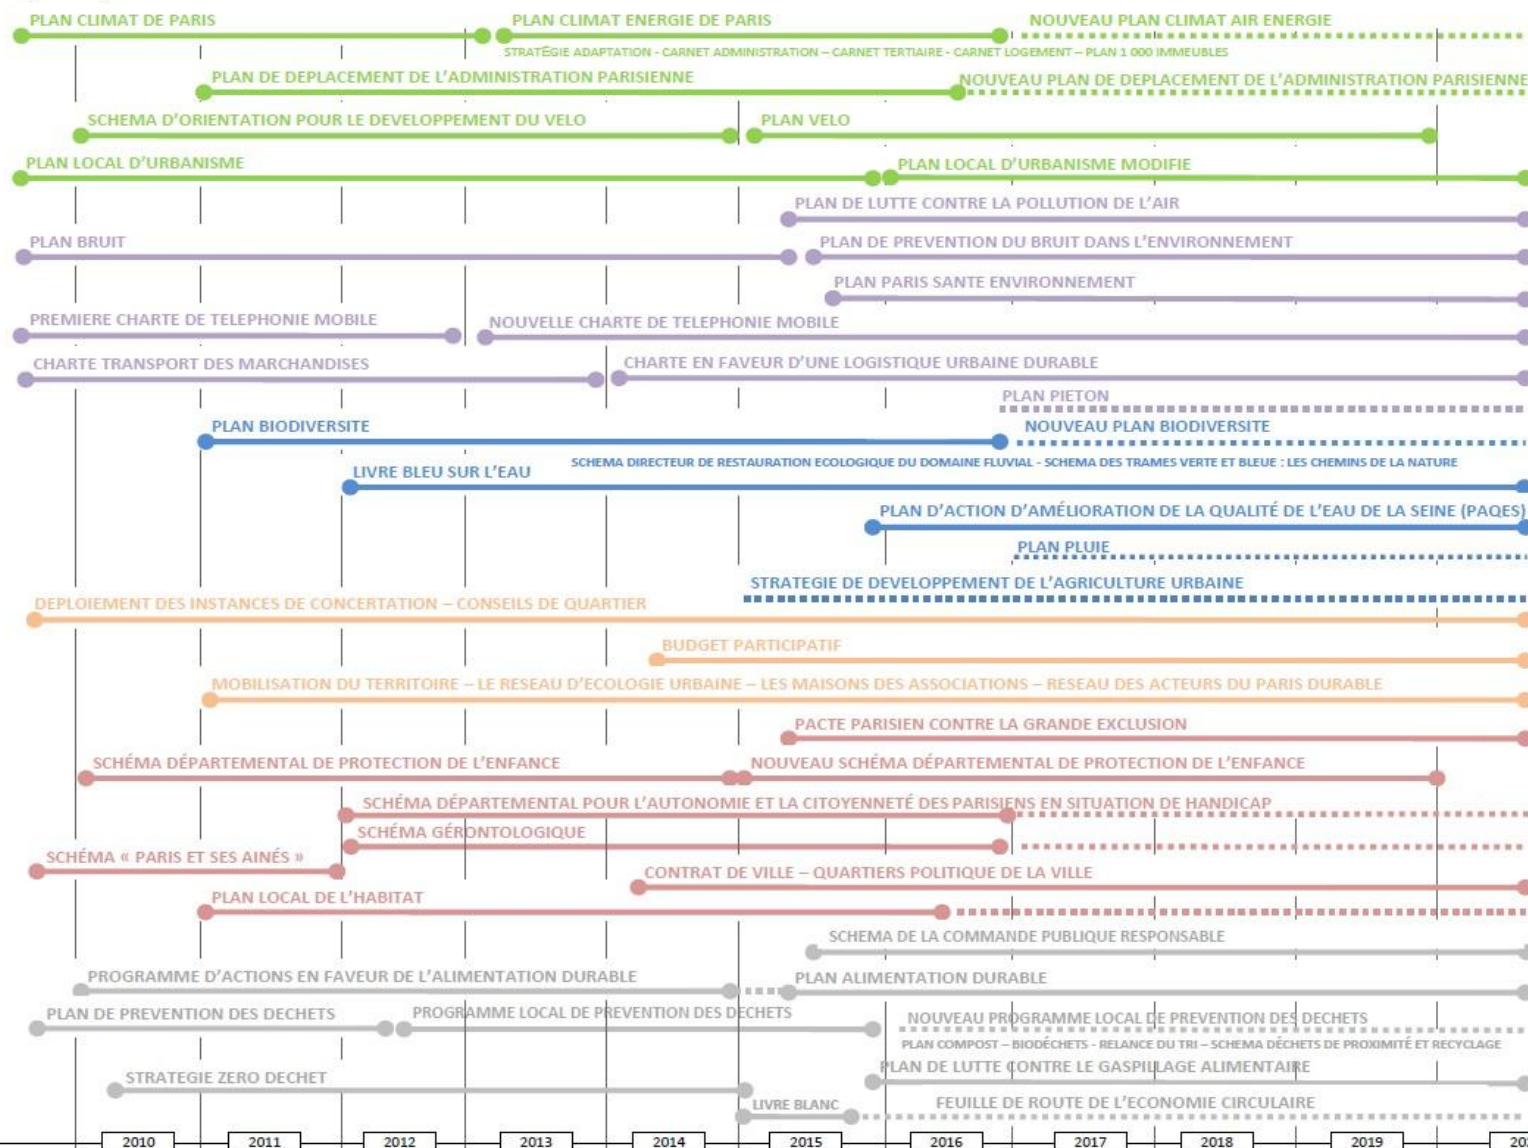 PLAN CLIMAT DE PARIS
PLAN CLIMAT ENERGIE DE PARIS
NOUVEAU PLAN CLIMAT AIR ENERGIE
STRATÉGIE ADAPTATION - CARNET ADMINISTRATION – CARNET TERTIAIRE - CARNET LOGEMENT – PLAN 1 000 IMMEUBLES
PLAN DE DEPLACEMENT DE L'ADMINISTRATION PARISIENNE
NOUVEAU PLAN DE DEPLACEMENT DE L'ADMINISTRATION PARISIENNE
SCHEMA D'ORIENTATION POUR LE DEVELOPPEMENT DU VELO
PLAN VELO
PLAN LOCAL D'URBANISME
PLAN LOCAL D'URBANISME MODIFIE
PLAN DE LUTTE CONTRE LA POLLUTION DE L'AIR
PLAN BRUIT
PLAN DE PREVENTION DU BRUIT DANS L'ENVIRONNEMENT
PLAN PARIS SANTE ENVIRONNEMENT
PREMIERE CHARTE DE TELEPHONIE MOBILE
NOUVELLE CHARTE DE TELEPHONIE MOBILE
CHARTE TRANSPORT DES MARCHANDISES
CHARTE EN FAVEUR D'UNE LOGISTIQUE URBAINE DURABLE
PLAN PIETON
PLAN BIODIVERSITE
NOUVEAU PLAN BIODIVERSITE
LIVRE BLEU SUR L'EAU
SCHEMA DIRECTEUR DE RESTAURATION ECOLOGIQUE DU DOMAINE FLUVIAL - SCHEMA DES TRAMES VERTE ET BLEUE : LES CHEMINS DE LA NATURE
PLAN D'ACTION D'AMÉLIORATION DE LA QUALITÉ DE L'EAU DE LA SEINE (PAQES)
PLAN PLUIE
STRATEGIE DE DEVELOPPEMENT DE L'AGRICULTURE URBAINE
DEPLOIEMENT DES INSTANCES DE CONCERTATION – CONSEILS DE QUARTIER
BUDGET PARTICIPATIF
MOBILISATION DU TERRITOIRE – LE RESEAU D'ECOLOGIE URBAINE – LES MAISONS DES ASSOCIATIONS – RESEAU DES ACTEURS DU PARIS DURABLE
PACTE PARISIEN CONTRE LA GRANDE EXCLUSION
SCHÉMA DÉPARTEMENTAL DE PROTECTION DE L'ENFANCE
NOUVEAU SCHÉMA DÉPARTEMENTAL DE PROTECTION DE L'ENFANCE
SCHÉMA DÉPARTEMENTAL POUR L'AUTONOMIE ET LA CITOYENNETÉ DES PARISIENS EN SITUATION DE HANDICAP
SCHÉMA GÉRONTOLOGIQUE
SCHÉMA « PARIS ET SES AINÉS »
CONTRAT DE VILLE – QUARTIERS POLITIQUE DE LA VILLE
PLAN LOCAL DE L'HABITAT
SCHEMA DE LA COMMANDE PUBLIQUE RESPONSABLE
PROGRAMME D'ACTIONS EN FAVEUR DE L'ALIMENTATION DURABLE
PLAN ALIMENTATION DURABLE
PLAN DE PREVENTION DES DECHETS
PROGRAMME LOCAL DE PREVENTION DES DECHETS
NOUVEAU PROGRAMME LOCAL DE PREVENTION DES DECHETS
PLAN COMPOST – BIODÉCHETS - RELANCE DU TRI – SCHEMA DÉCHETS DE PROXIMITÉ ET RECYCLAGE
STRATEGIE ZERO DECHET
PLAN DE LUTTE CONTRE LE GASPILLAGE ALIMENTAIRE
LIVRE BLANC
FEUILLE DE ROUTE DE L'ECONOMIE CIRCULAIRE
2010 2011 2012 2013 2014 2015 2016 2017 2018 2019